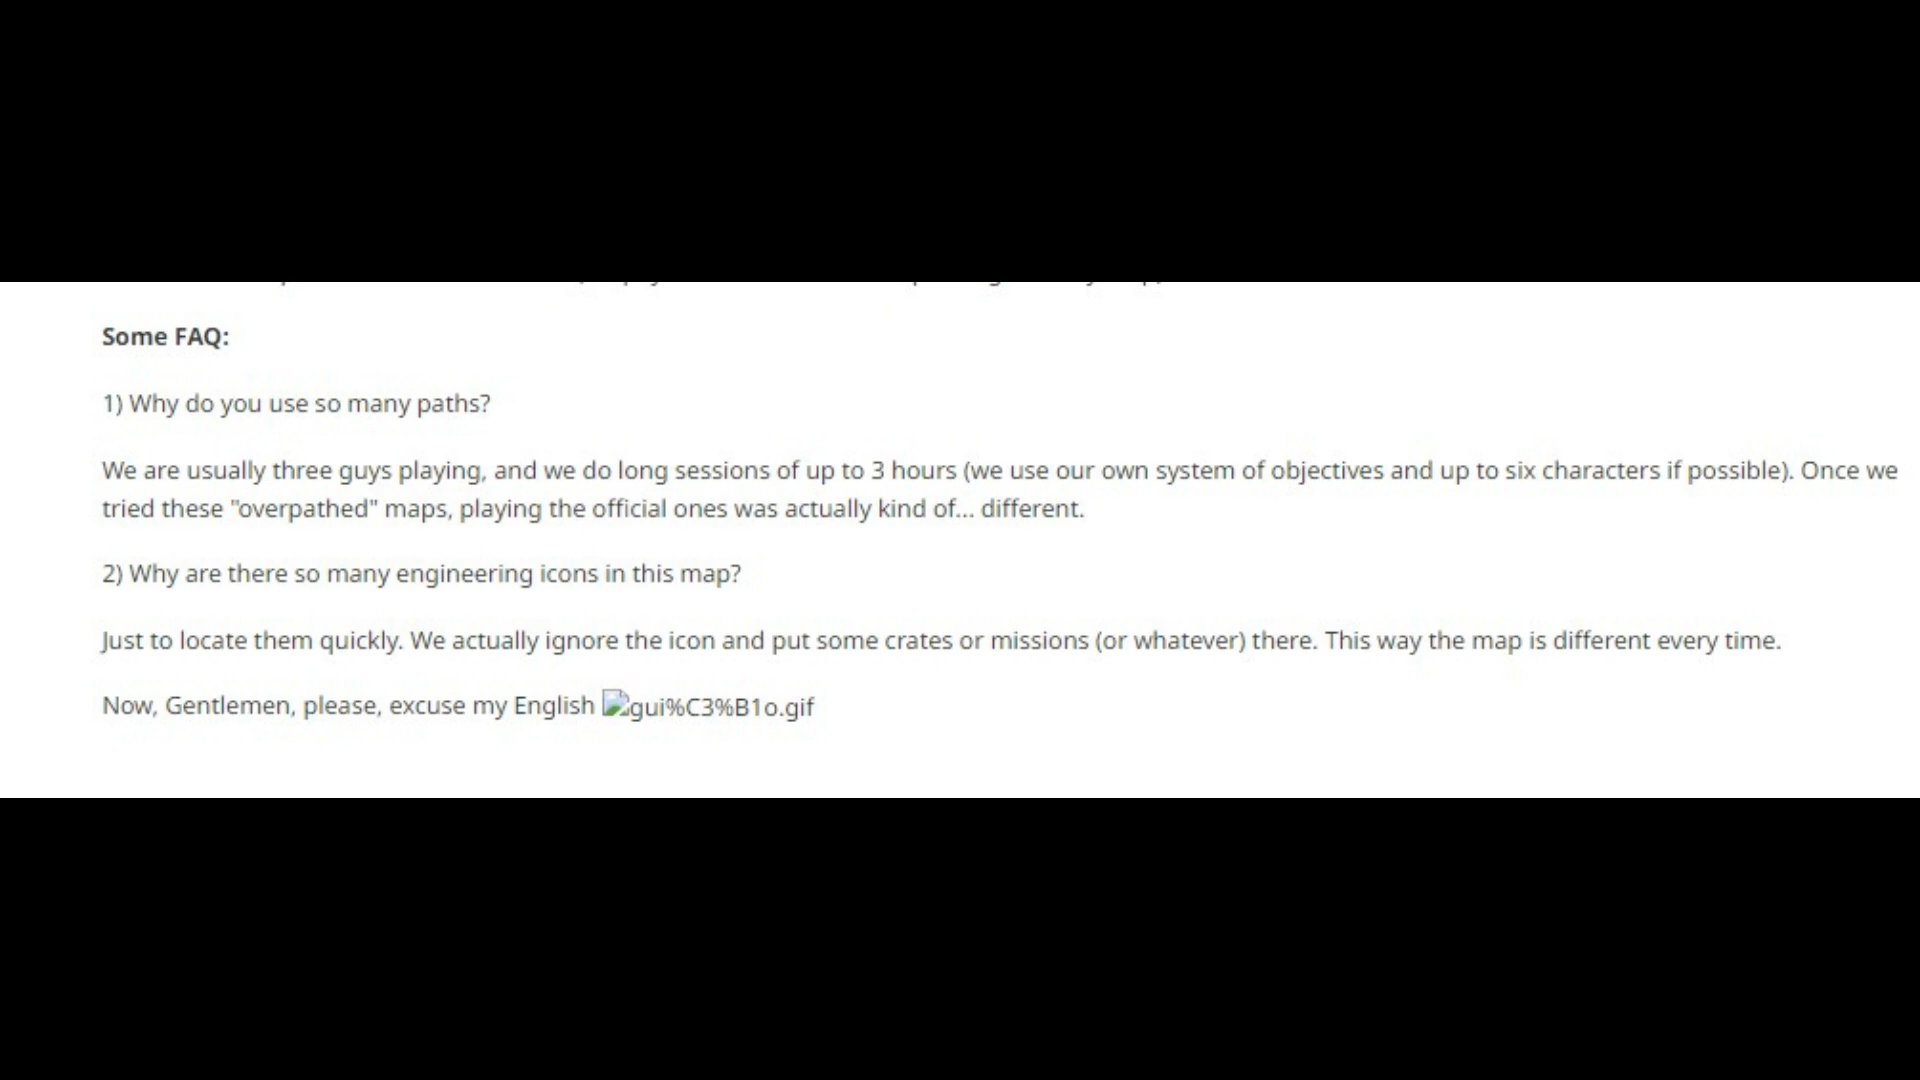 Some FAQ:
1) Why do you use so many paths?
We are usually three guys playing, and we do long sessions of up to 3 hours (we use our own system of objectives and up to six characters if possible). Once we
tried these "overpathed" maps, playing the official ones was actually kind of... different.
2) Why are there so many engineering icons in this map?
Just to locate them quickly. We actually ignore the icon and put some crates or missions (or whatever) there. This way the map is different every time.
Now, Gentlemen, please, excuse my English gui%C3%B1o.gif